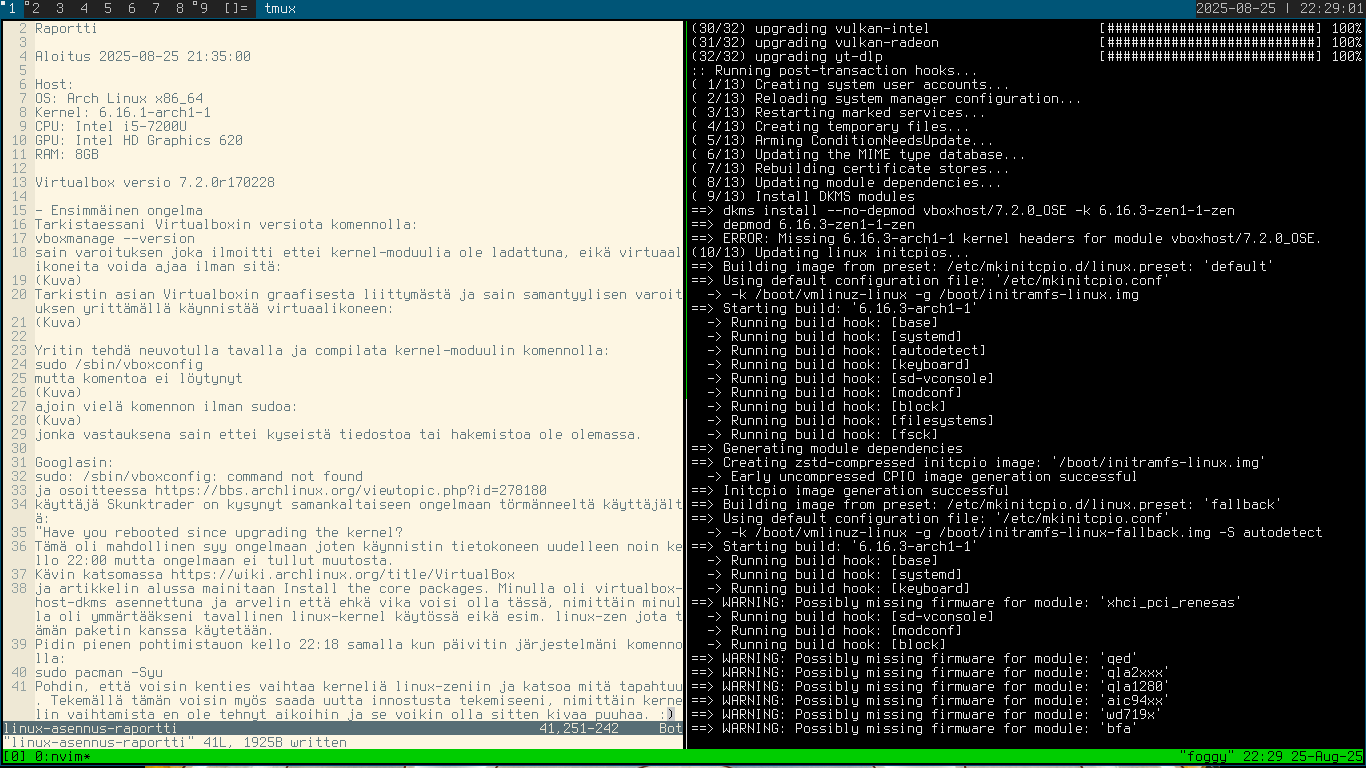 1 2 3 4 5 6 7 8 9 []= tmux 2025-08-25 | 22:29:01
2 Raportti
3
4 Aloitus 2025-08-25 21:35:00
5
6 Host:
7 OS: Arch Linux x86_64
8 Kernel: 6.16.1-arch1-1
9 CPU: Intel i5-7200U
10 GPU: Intel HD Graphics 620
11 RAM: 8GB
12
13 Virtualbox versio 7.2.0r170228
14
15 - Ensimmäinen ongelma
16 Tarkistaessani Virtualboxin versiota komennolla:
17 vboxmanage --version
18 sain varoituksen joka ilmoitti ettei kernel-moduulia ole ladattuna, eikä virtuaal
ikoneita voida ajaa ilman sitä:
19 (Kuva)
20 Tarkistin asian Virtualboxin graafisesta liittymästä ja sain samantyylisen varoit
uksen yrittämällä käynnistää virtuaalikoneen:
21 (Kuva)
22
23 Yritin tehdä neuvotulla tavalla ja compilata kernel-moduulin komennolla:
24 sudo /sbin/vboxconfig
25 mutta komentoa ei löytynyt
26 (Kuva)
27 ajoin vielä komennon ilman sudoa:
28 (Kuva)
29 jonka vastauksena sain ettei kyseistä tiedostoa tai hakemistoa ole olemassa.
30
31 Googlasin:
32 sudo: /sbin/vboxconfig: command not found
33 ja osoitteessa https://bbs.archlinux.org/viewtopic.php?id=278180
34 käyttäjä Skunktrader on kysynyt samankaltaiseen ongelmaan törmänneeltä käyttäjält
ä:
35 "Have you rebooted since upgrading the kernel?
36 Tämä oli mahdollinen syy ongelmaan joten käynnistin tietokoneen uudelleen noin ke
llo 22:00 mutta ongelmaan ei tullut muutosta.
37 Kävin katsomassa https://wiki.archlinux.org/title/VirtualBox
38 ja artikkelin alussa mainitaan Install the core packages. Minulla oli virtualbox-
host-dkms asennettuna ja arvelin että ehkä vika voisi olla tässä, nimittäin minul
la oli ymmärtääkseni tavallinen linux-kernel käytössä eikä esim. linux-zen jota t
ämän paketin kanssa käytetään.
39 Pidin pienen pohtimistauon kello 22:18 samalla kun päivitin järjestelmäni komenno
lla:
40 sudo pacman -Syu
41 Pohdin, että voisin kenties vaihtaa kerneliä linux-zeniin ja katsoa mitä tapahtuu
. Tekemällä tämän voisin myös saada uutta innostusta tekemiseeni, nimittäin kerne
lin vaihtamista en ole tehnyt aikoihin ja se voikin olla sitten kivaa puuhaa. :)
linux-asennus-raportti 41,251-242 Bot
"linux-asennus-raportti" 41L, 1925B written
(30/32) upgrading vulkan-intel [##########################] 100%
(31/32) upgrading vulkan-radeon [##########################] 100%
(32/32) upgrading yt-dlp [##########################] 100%
:: Running post-transaction hooks...
( 1/13) Creating system user accounts...
( 2/13) Reloading system manager configuration...
( 3/13) Restarting marked services...
( 4/13) Creating temporary files...
( 5/13) Arming ConditionNeedsUpdate...
( 6/13) Updating the MIME type database...
( 7/13) Rebuilding certificate stores...
( 8/13) Updating module dependencies...
( 9/13) Install DKMS modules
==> dkms install --no-depmod vboxhost/7.2.0_OSE -k 6.16.3-zen1-1-zen
==> depmod 6.16.3-zen1-1-zen
==> ERROR: Missing 6.16.3-arch1-1 kernel headers for module vboxhost/7.2.0_OSE.
(10/13) Updating linux initcpios...
==> Building image from preset: /etc/mkinitcpio.d/linux.preset: 'default'
==> Using default configuration file: '/etc/mkinitcpio.conf'
-> -k /boot/vmlinuz-linux -g /boot/initramfs-linux.img
==> Starting build: '6.16.3-arch1-1'
-> Running build hook: [base]
-> Running build hook: [systemd]
-> Running build hook: [autodetect]
-> Running build hook: [keyboard]
-> Running build hook: [sd-vconsole]
-> Running build hook: [modconf]
-> Running build hook: [block]
-> Running build hook: [filesystems]
-> Running build hook: [fsck]
==> Generating module dependencies
==> Creating zstd-compressed initcpio image: '/boot/initramfs-linux.img'
-> Early uncompressed CPIO image generation successful
==> Initcpio image generation successful
==> Building image from preset: /etc/mkinitcpio.d/linux.preset: 'fallback'
==> Using default configuration file: '/etc/mkinitcpio.conf'
-> -k /boot/vmlinuz-linux -g /boot/initramfs-linux-fallback.img -S autodetect
==> Starting build: '6.16.3-arch1-1'
-> Running build hook: [base]
-> Running build hook: [systemd]
-> Running build hook: [keyboard]
==> WARNING: Possibly missing firmware for module: 'xhci_pci_renesas'
-> Running build hook: [sd-vconsole]
-> Running build hook: [modconf]
-> Running build hook: [block]
==> WARNING: Possibly missing firmware for module: 'qed'
==> WARNING: Possibly missing firmware for module: 'qla2xxx'
==> WARNING: Possibly missing firmware for module: 'qla1280'
==> WARNING: Possibly missing firmware for module: 'aic94xx'
==> WARNING: Possibly missing firmware for module: 'wd719x'
==> WARNING: Possibly missing firmware for module: 'bfa'
[0] 0:nvim* "foggy" 22:29 25-Aug-25